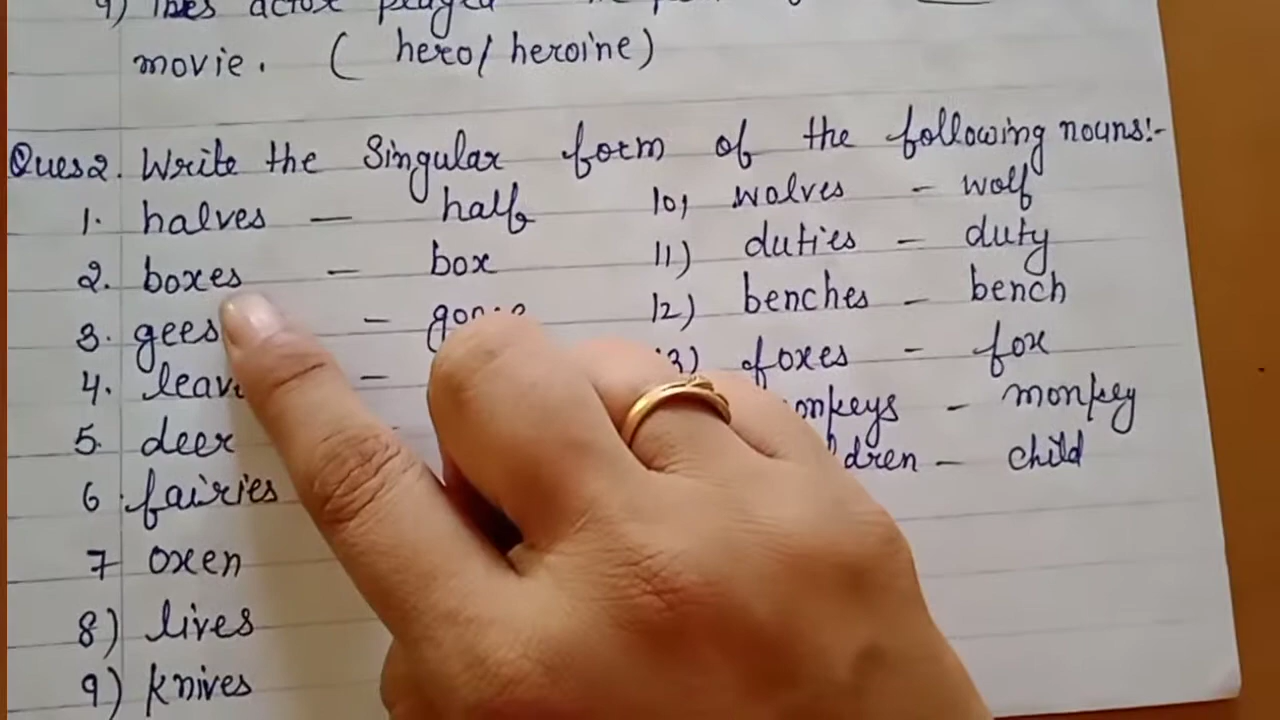 movie. ( hero/ heroine)
Ques2. Write the Singular form of the following nouns:-
1. halves — half
2. boxes — box
3.
4.
5. deer
6. fairies
7 oxen
8) lives
9) knives
10) wolves – wolf
11) duties – duty
12) benches – bench
foxes – fox
– monkey
– child